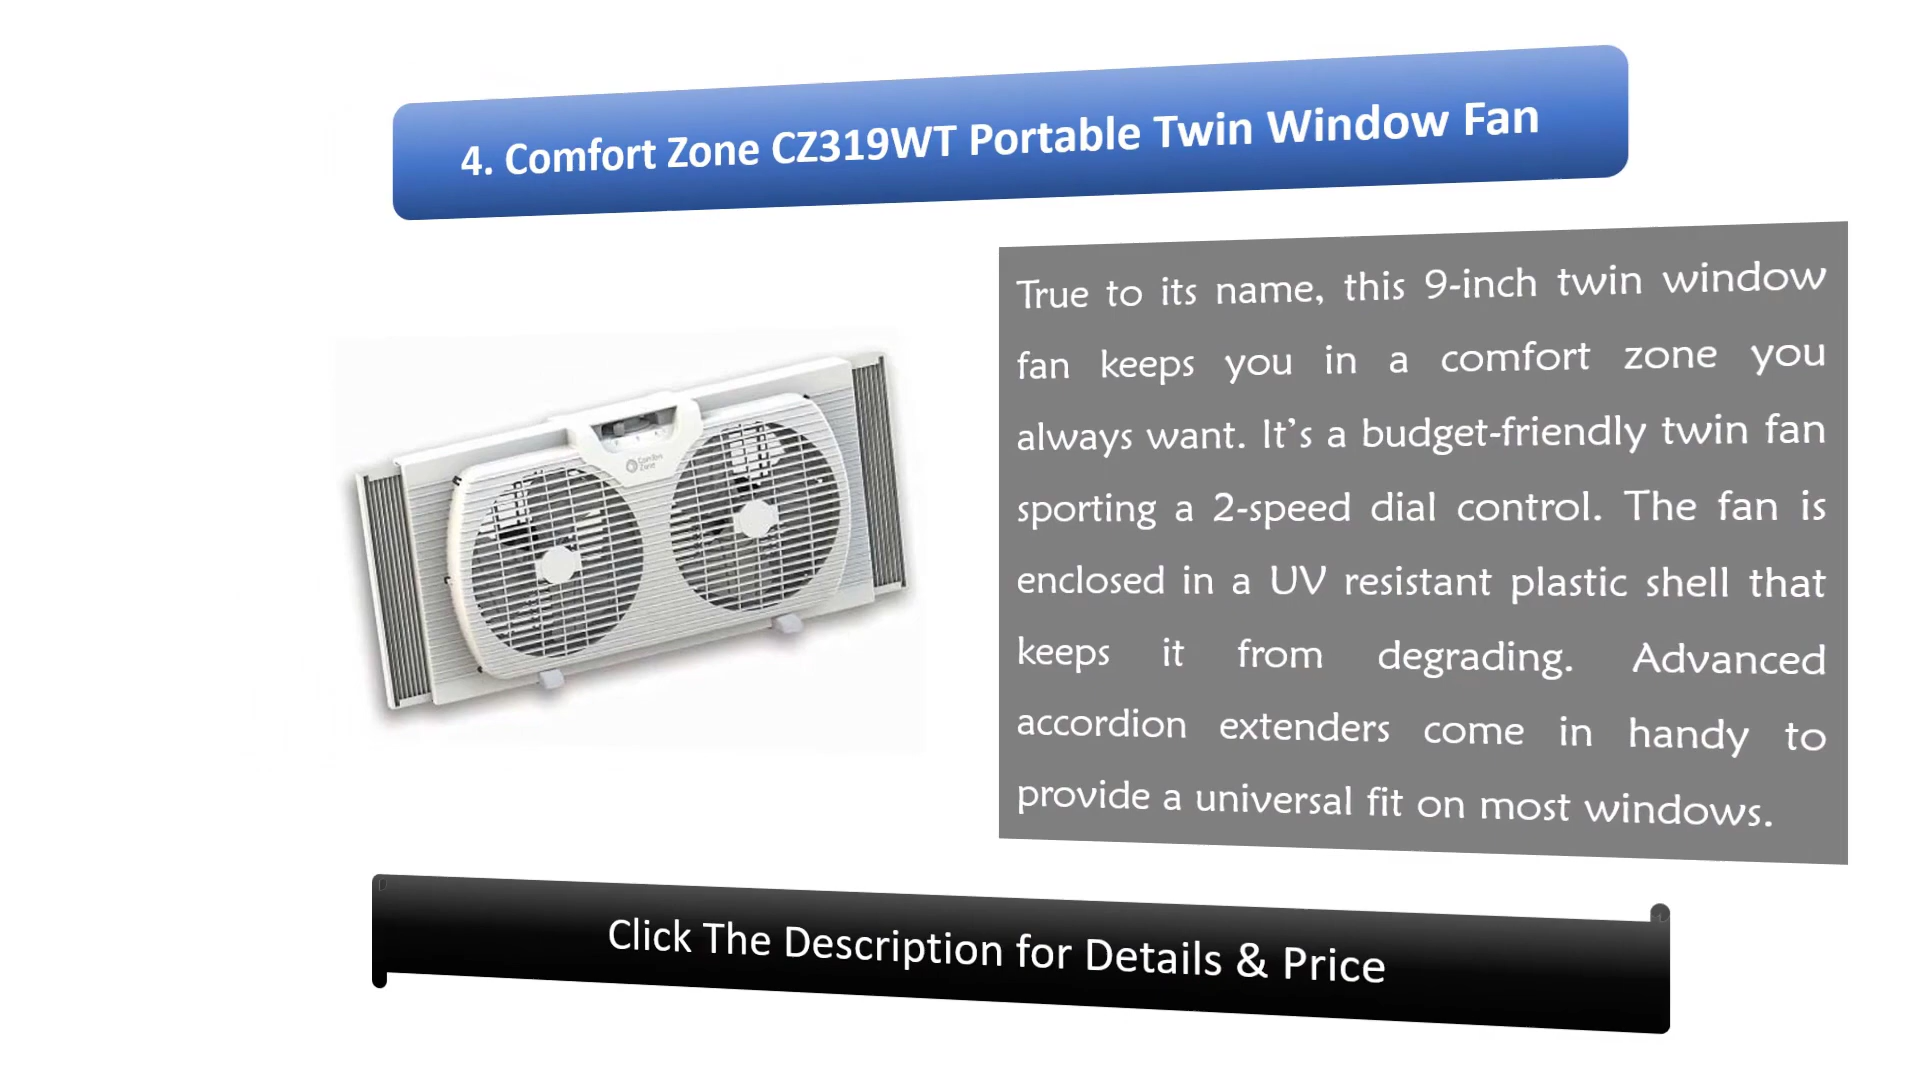 4. Comfort Zone CZ319WT Portable Twin Window Fan
True to its name, this 9-inch twin window
fan keeps you in a comfort zone you
always want. It’s a budget-friendly twin fan
sporting a 2-speed dial control. The fan is
enclosed in a UV resistant plastic shell that
keeps it from degrading. Advanced
accordion extenders come in handy to
provide a universal fit on most windows.
Comfort
Zone
Click The Description for Details & Price